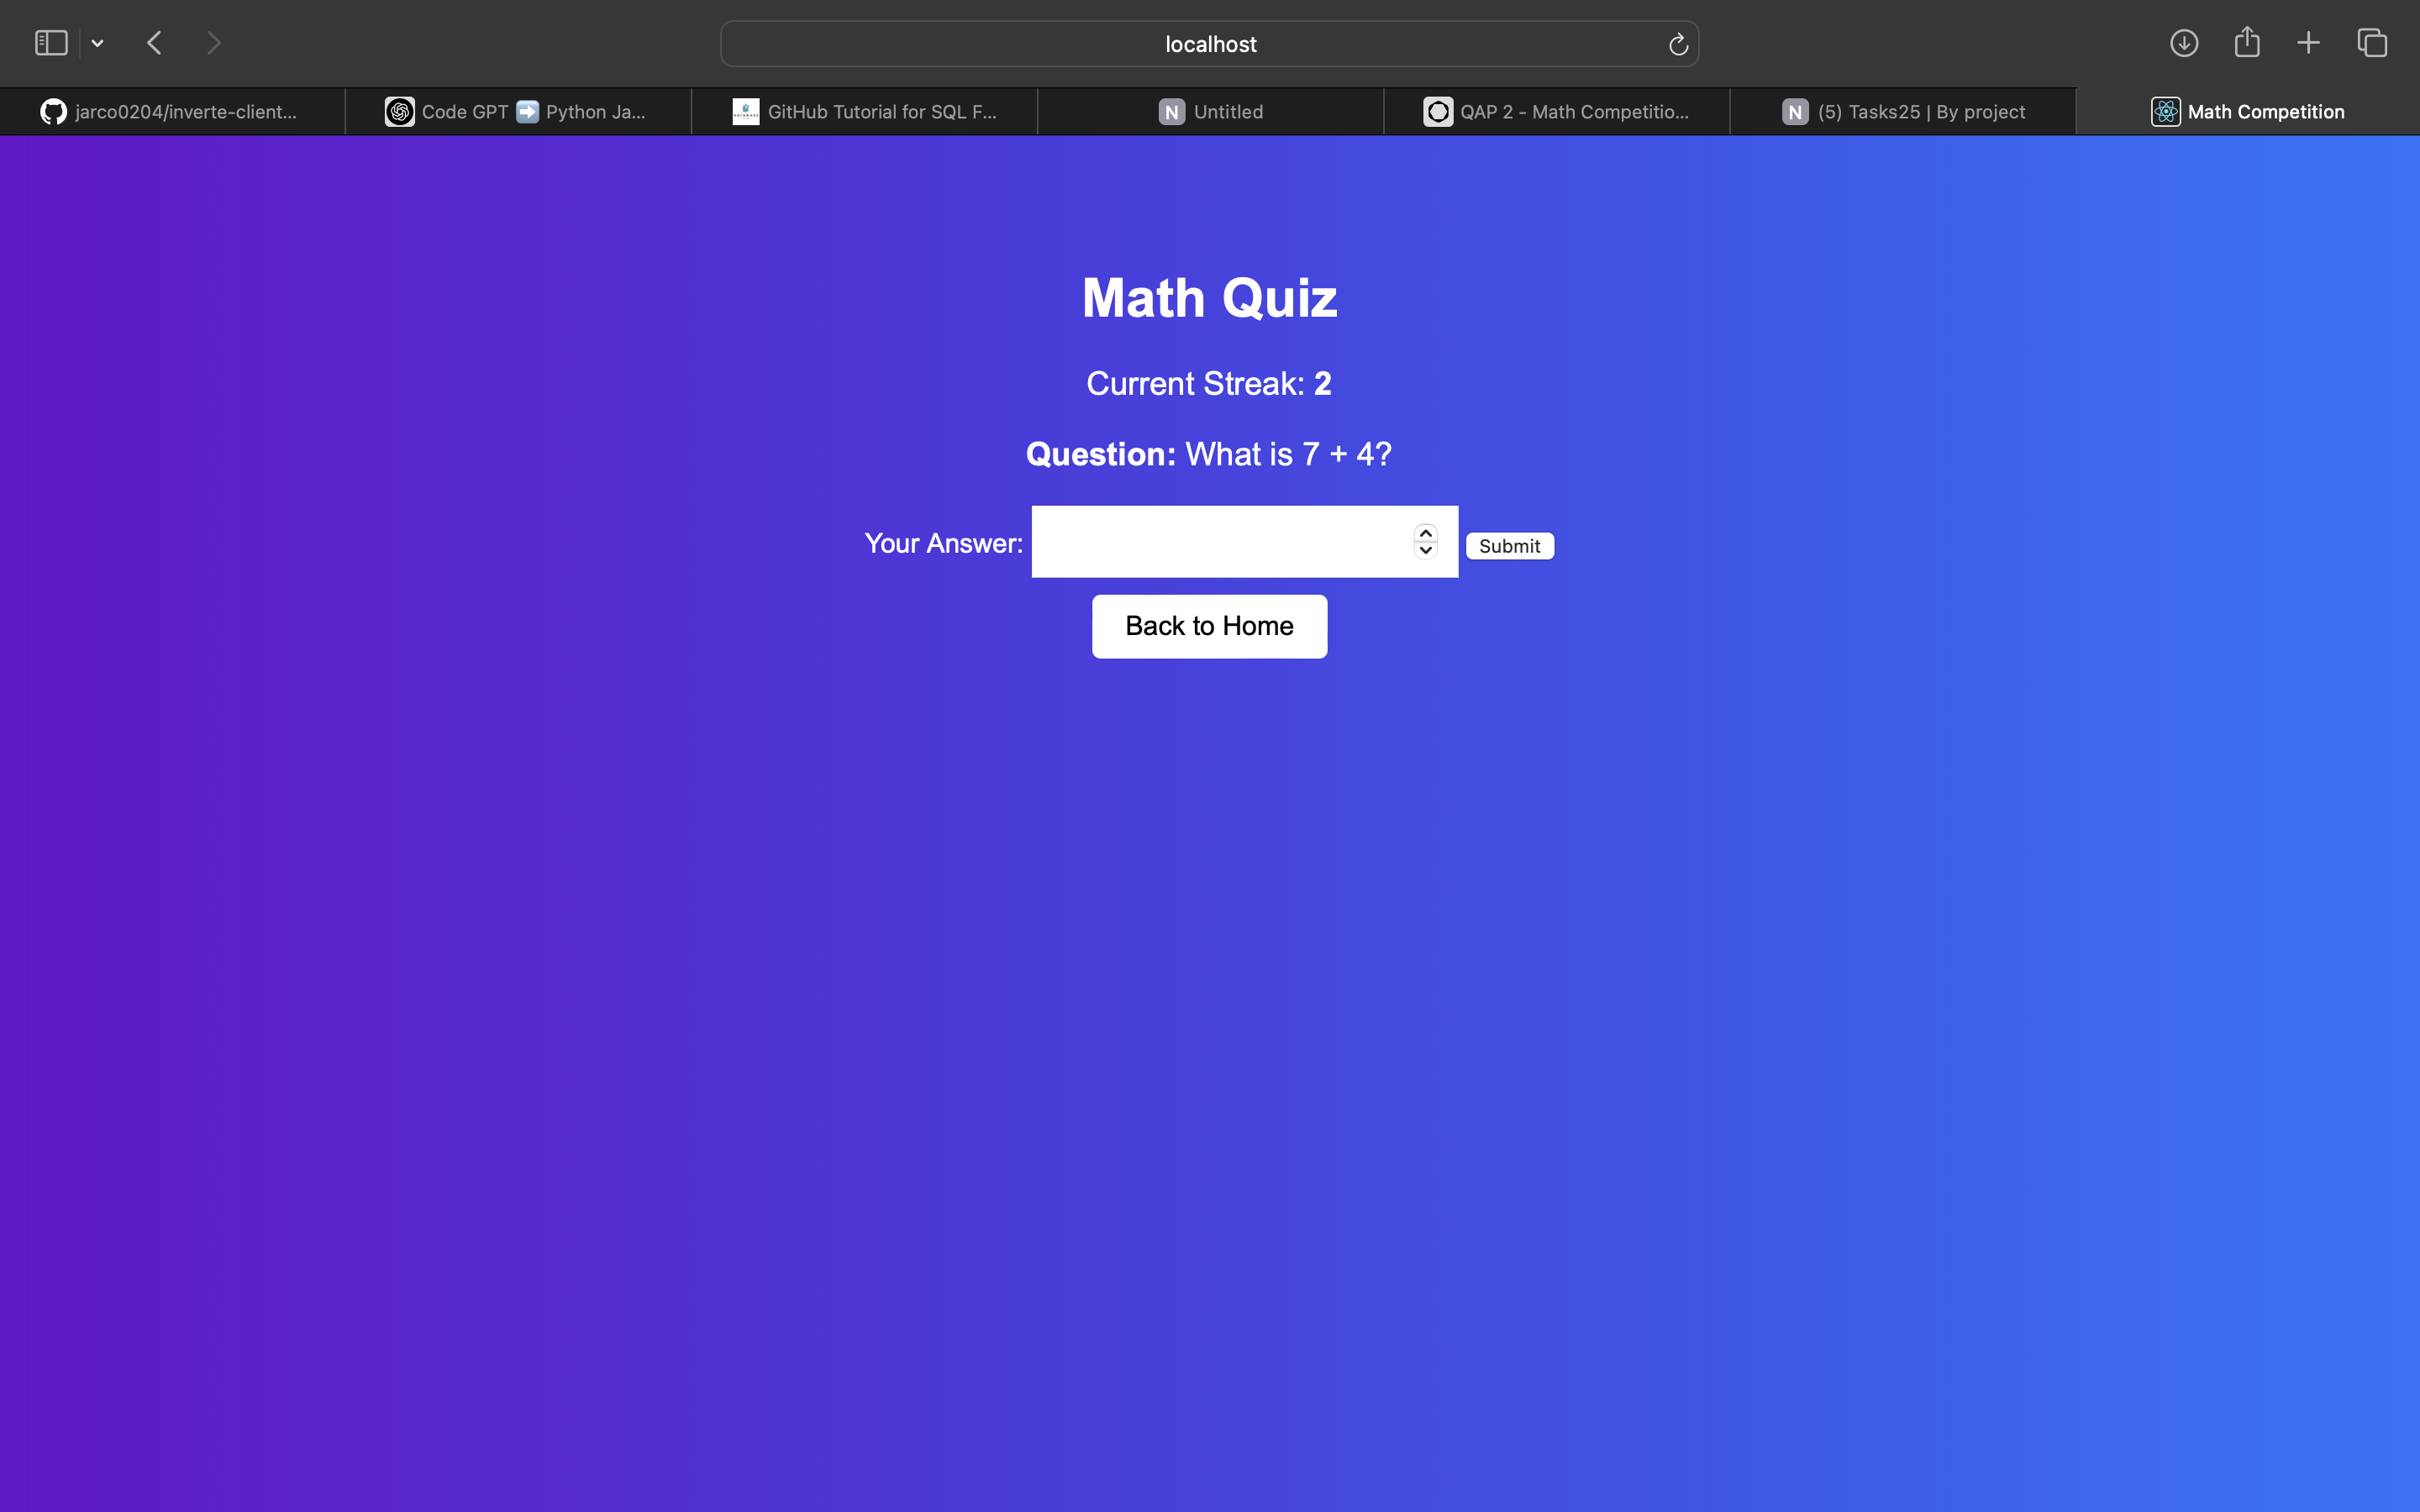 localhost
jarco0204/inverte-client...
Code GPT ➡️ Python Ja...
GitHub Tutorial for SQL F...
N Untitled
QAP 2 - Math Competitio...
N (5) Tasks25 | By project
Math Competition
Math Quiz
Current Streak: 2
Question: What is 7 + 4?
Your Answer:
Submit
Back to Home